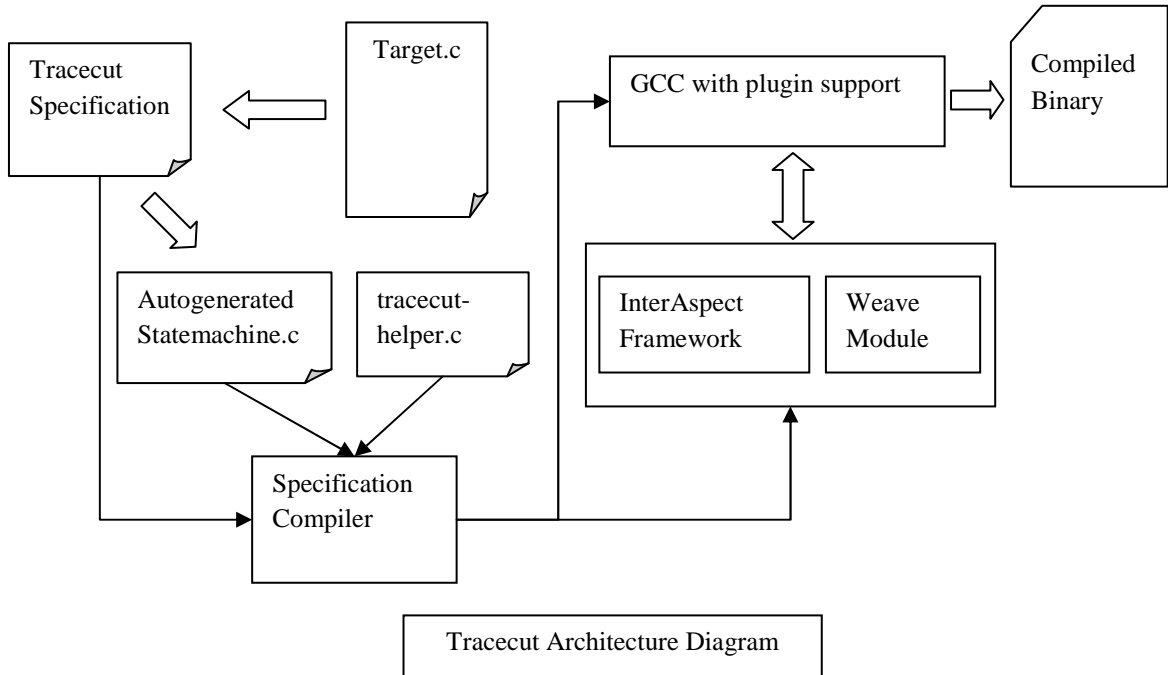 Tracecut
Specification
Target.c
GCC with plugin support
Compiled
Binary
Autogenerated
Statemachine.c
tracecut-
helper.c
InterAspect
Framework
Weave
Module
Specification
Compiler
Tracecut Architecture Diagram